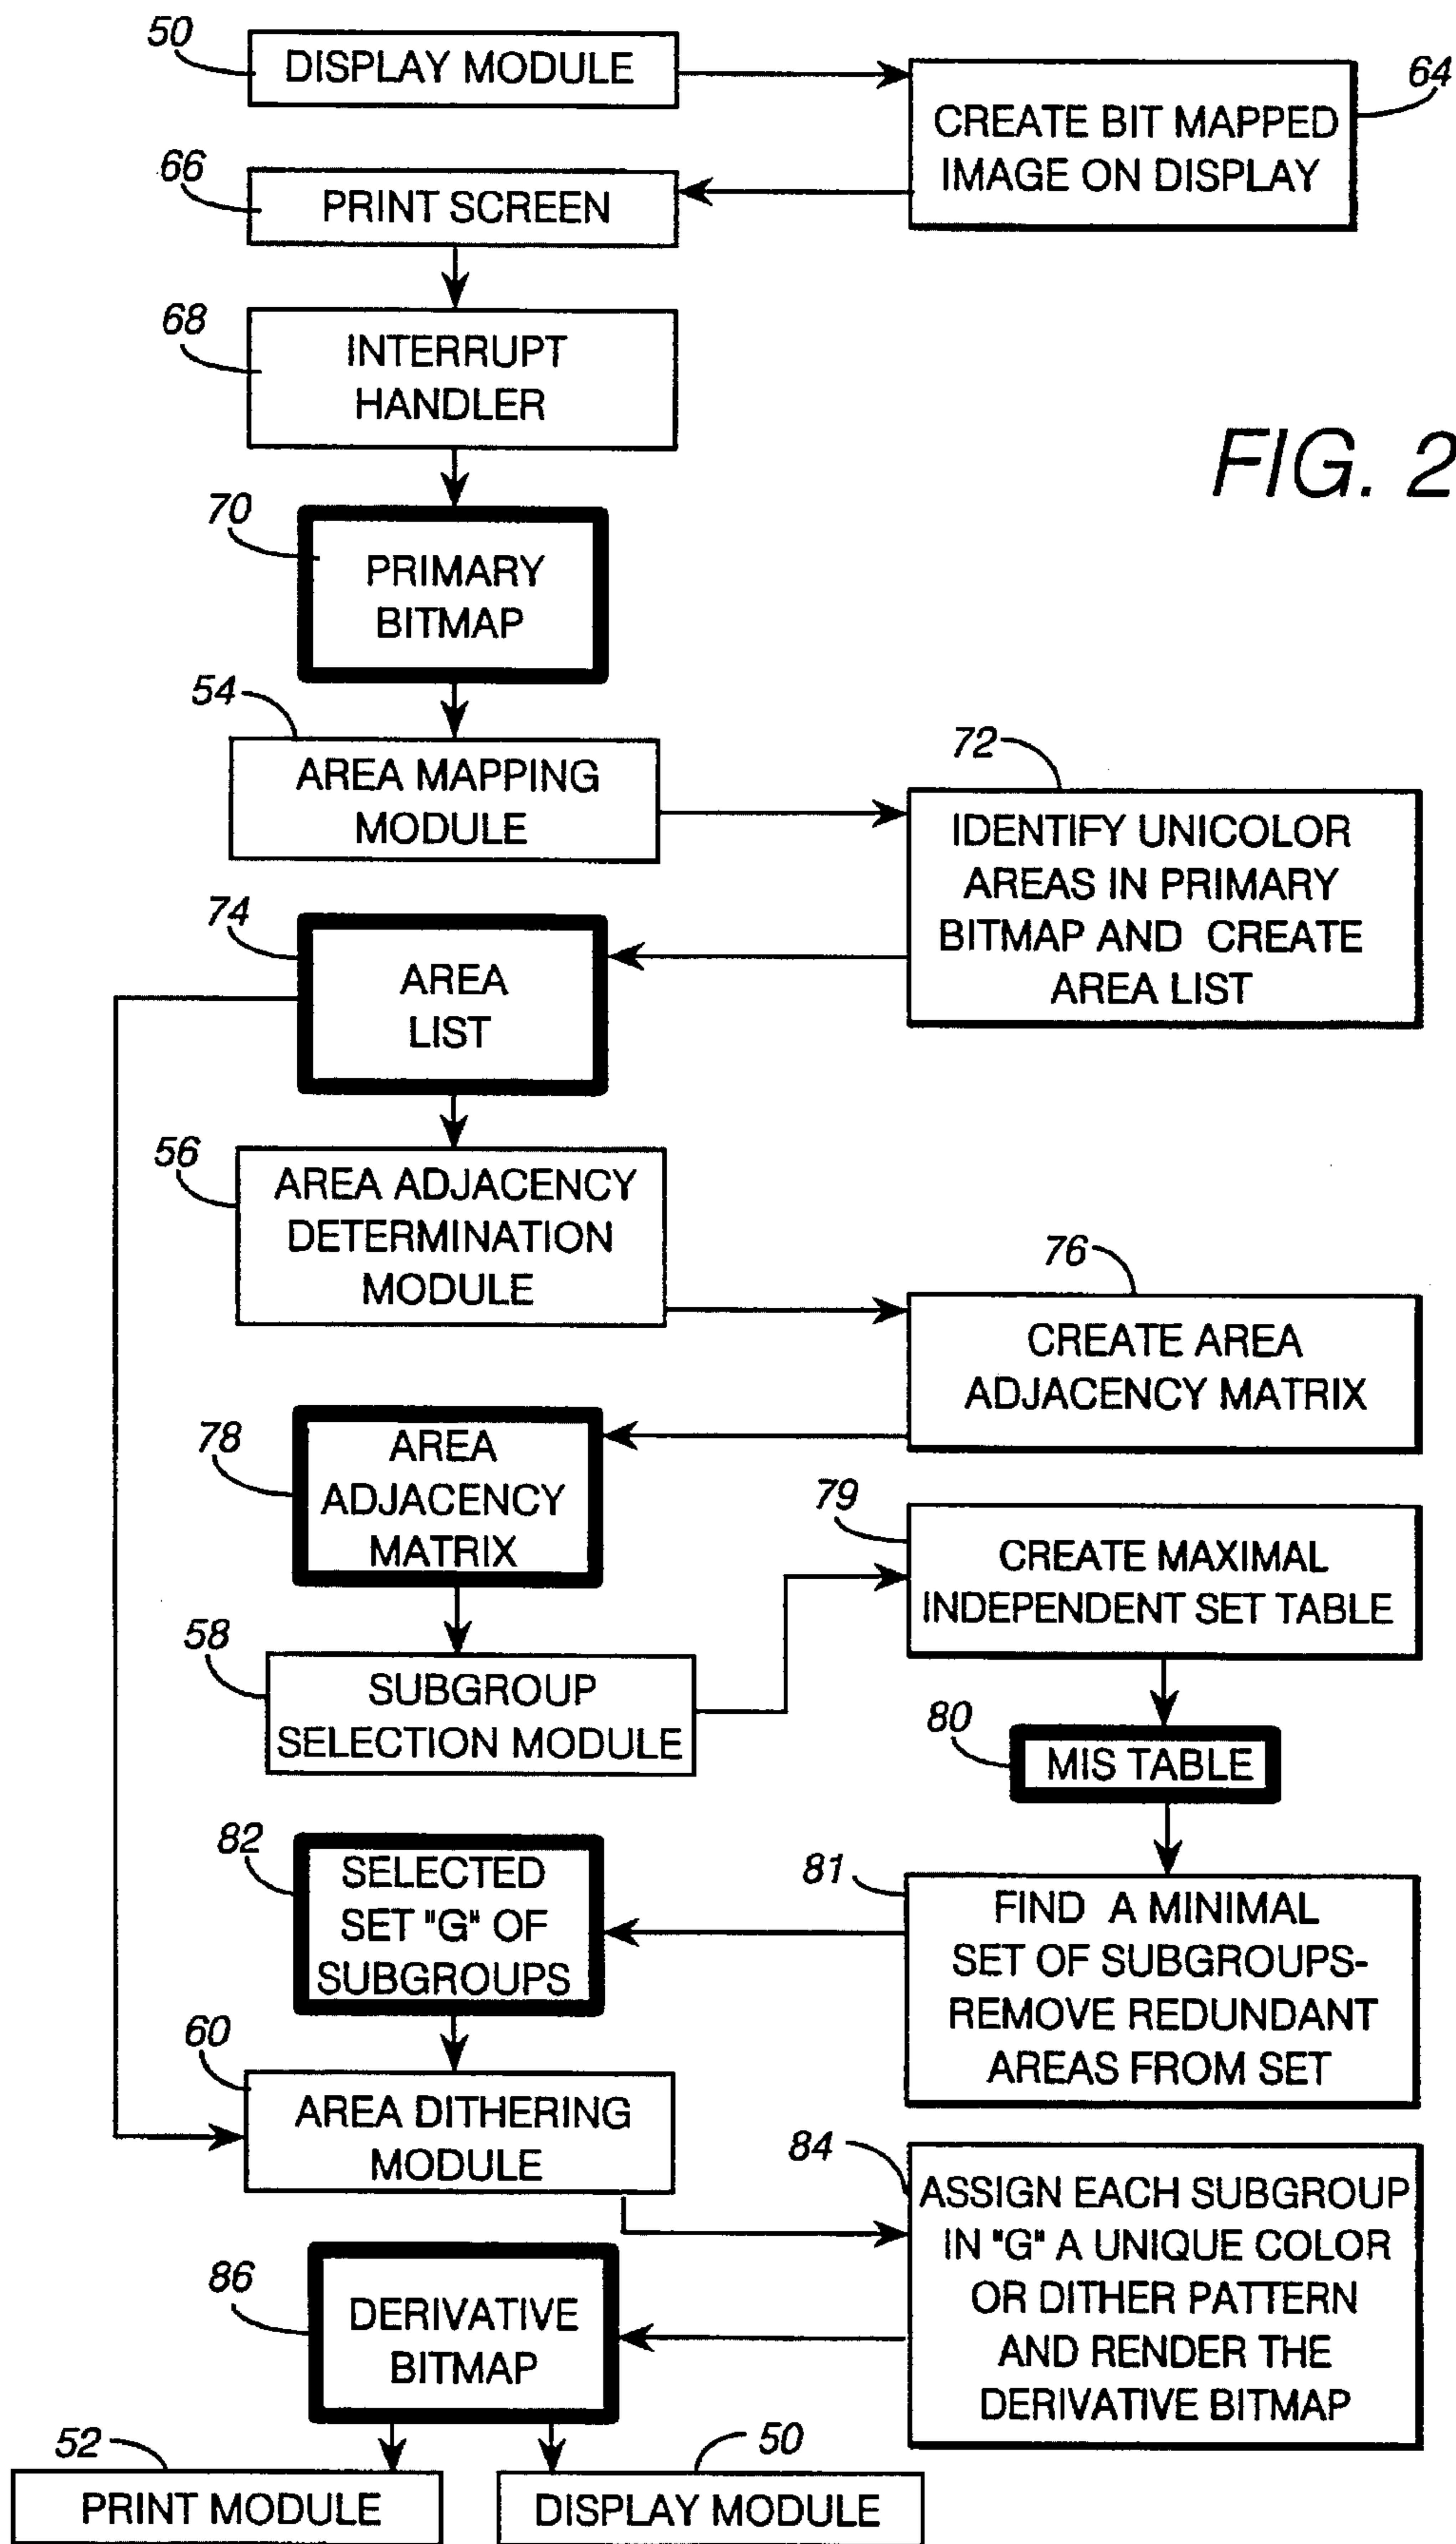 50
DISPLAY MODULE
64
CREATE BIT MAPPED
IMAGE ON DISPLAY
66
PRINT SCREEN
68
INTERRUPT
HANDLER
FIG. 2
70
PRIMARY
BITMAP
54
AREA MAPPING
MODULE
72
IDENTIFY UNICOLOR
AREAS IN PRIMARY
BITMAP AND CREATE
AREA LIST
74
AREA
LIST
56
AREA ADJACENCY
DETERMINATION
MODULE
76
CREATE AREA
ADJACENCY MATRIX
78
AREA
ADJACENCY
MATRIX
79
CREATE MAXIMAL
INDEPENDENT SET TABLE
58
SUBGROUP
SELECTION MODULE
80
MIS TABLE
82
SELECTED
SET "G" OF
SUBGROUPS
81
FIND A MINIMAL
SET OF SUBGROUPS-
REMOVE REDUNDANT
AREAS FROM SET
60
AREA DITHERING
MODULE
84
ASSIGN EACH SUBGROUP
IN "G" A UNIQUE COLOR
OR DITHER PATTERN
AND RENDER THE
DERIVATIVE BITMAP
86
DERIVATIVE
BITMAP
52
PRINT MODULE
50
DISPLAY MODULE